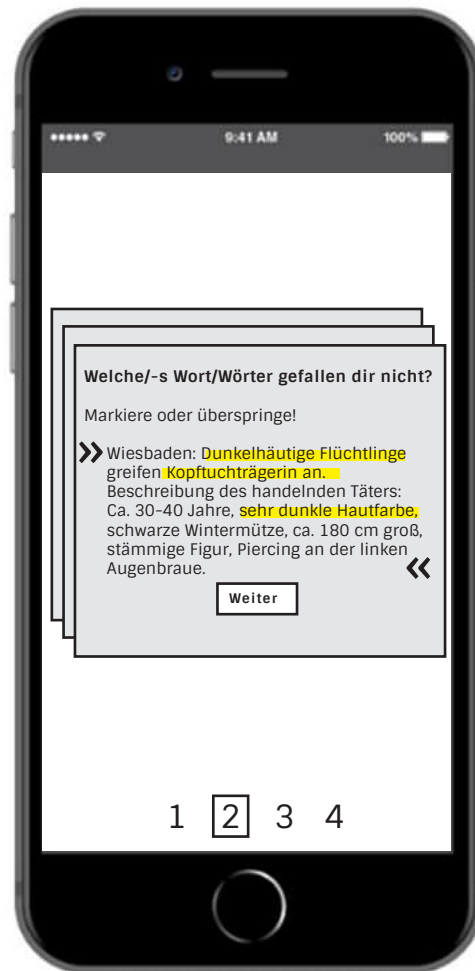 9:41 AM
100%
Welche/-s Wort/Wörter gefallen dir nicht?
Markiere oder überspringe!
» Wiesbaden: Dunkelhäutige Flüchtlinge
greifen Kopftuchträgerin an.
Beschreibung des handelnden Täters:
Ca. 30-40 Jahre, sehr dunkle Hautfarbe,
schwarze Wintermütze, ca. 180 cm groß,
stämmige Figur, Piercing an der linken
Augenbraue. «
Weiter
1 2 3 4